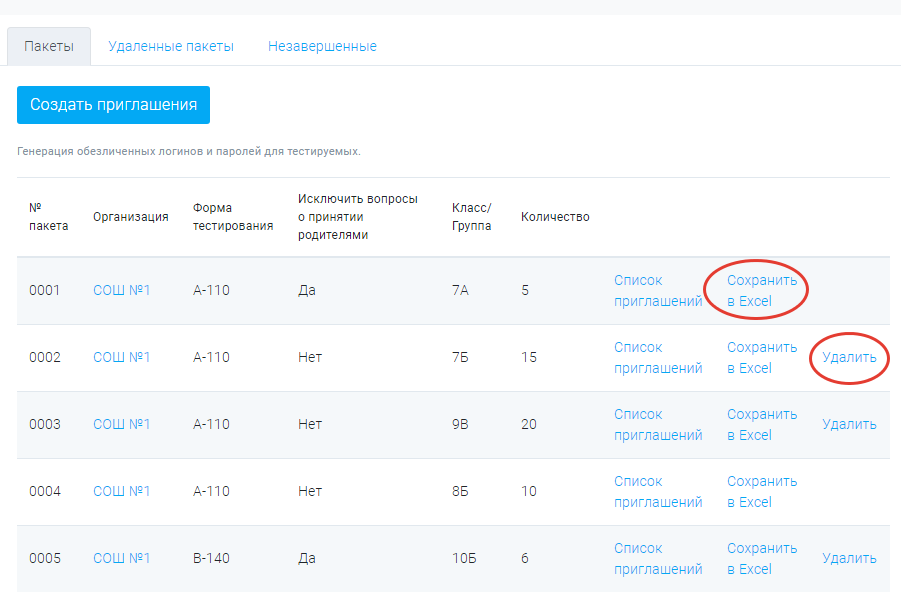 Пакеты Удаленные пакеты Незавершенные
Создать приглашения
Генерация обезличенных логинов и паролей для тестируемых.
№ пакета
Организация
Форма тестирования
Исключить вопросы о принятии родителями
Класс/ Группа
Количество
0001 СОШ №1 А-110 Да 7А 5 Список приглашений Сохранить в Excel
0002 СОШ №1 А-110 Нет 7Б 15 Список приглашений Сохранить в Excel Удалить
0003 СОШ №1 А-110 Нет 9В 20 Список приглашений Сохранить в Excel Удалить
0004 СОШ №1 А-110 Нет 8Б 10 Список приглашений Сохранить в Excel
0005 СОШ №1 В-140 Да 10Б 6 Список приглашений Сохранить в Excel Удалить